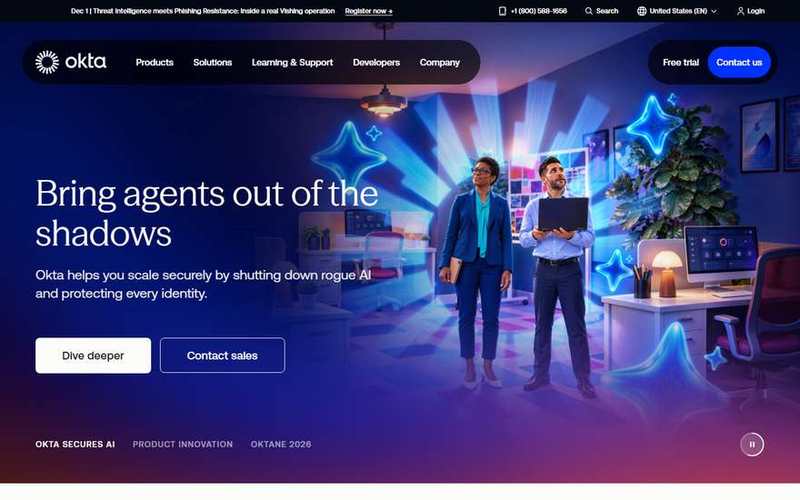 Dec 1 | Threat Intelligence meets Phishing Resistance: Inside a real Vishing operation Register now →
+1 (800) 588-1656 Search United States (EN) Login
okta Products Solutions Learning & Support Developers Company Free trial Contact us
Bring agents out of the
shadows
Okta helps you scale securely by shutting down rogue AI
and protecting every identity.
Dive deeper Contact sales
OKTA SECURES AI PRODUCT INNOVATION OKTANE 2026